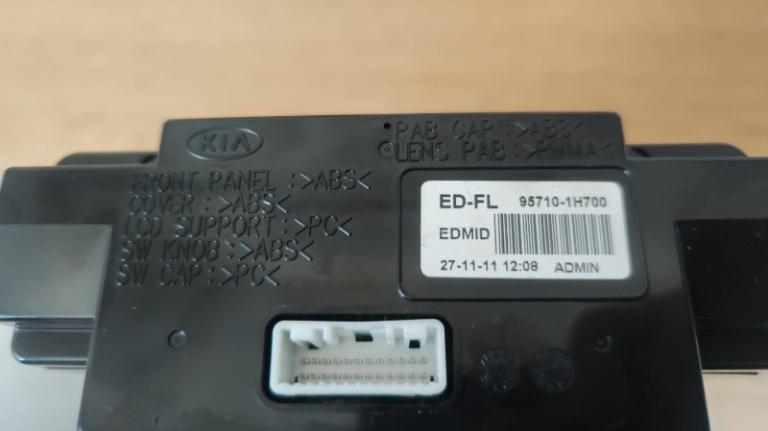 KIA
PAB CAP:>ABS<
LENS PAB:>PMMA<
FRONT PANEL:>ABS<
COVER:>ABS<
LCD SUPPORT:>PC<
SW KNOB:>ABS<
SW CAP:>PC<
ED-FL 95710-1H700
EDMID
27-11-11 12:08 ADMIN